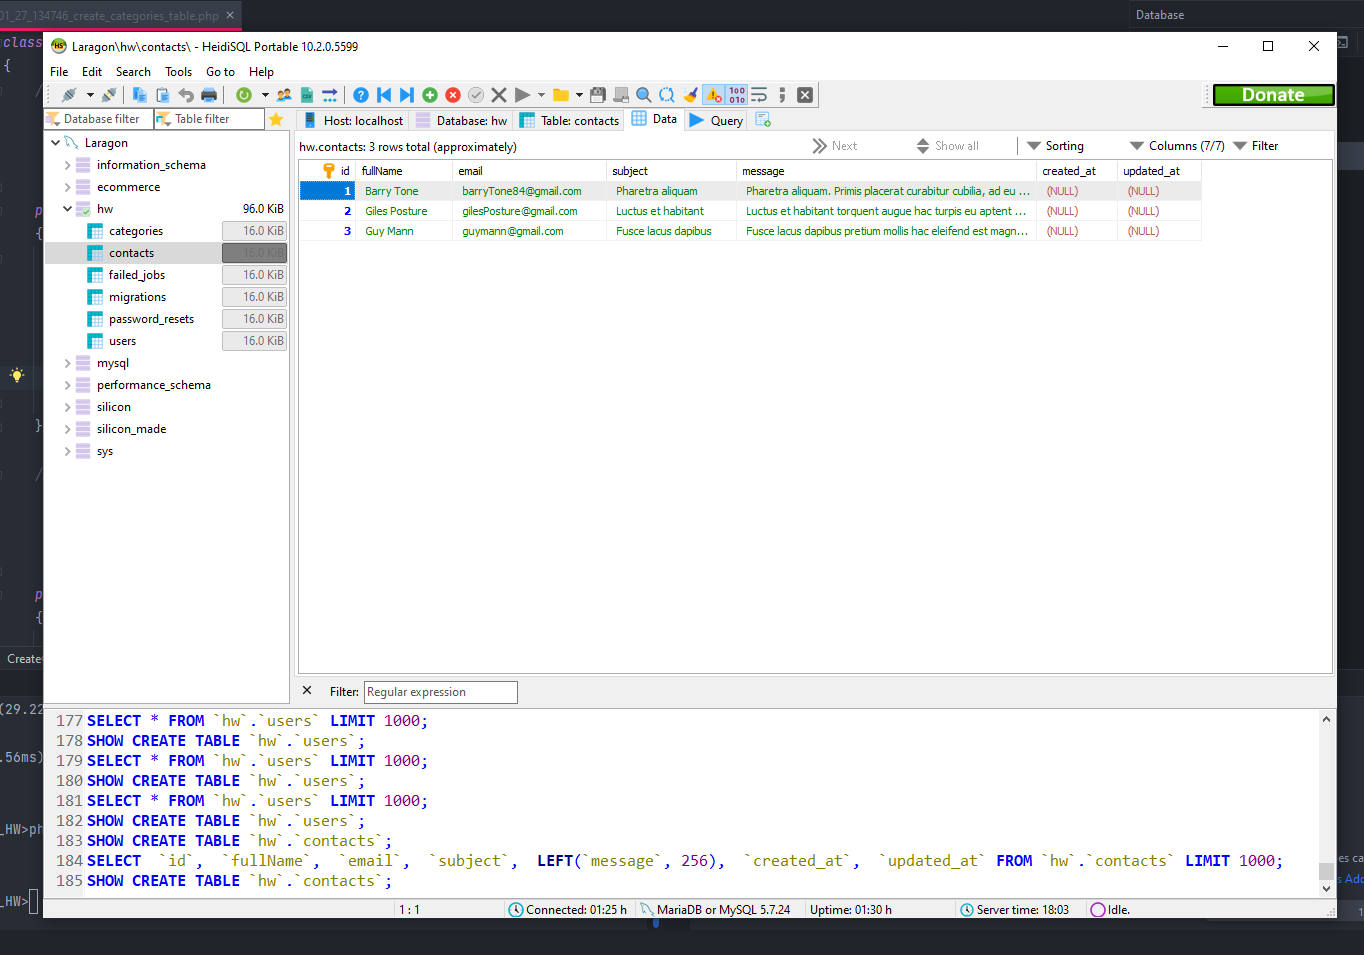 01_27_134746_create_categories_table.php
Database
class
{
Laragon\hw\contacts\ - HeidiSQL Portable 10.2.0.5599
File Edit Search Tools Go to Help
Donate
Database filter Table filter
Host: localhost Database: hw Table: contacts Data Query
Laragon
information_schema
ecommerce
hw 96.0 KiB
categories 16.0 KiB
contacts 16.0 KiB
failed_jobs 16.0 KiB
migrations 16.0 KiB
password_resets 16.0 KiB
users 16.0 KiB
mysql
performance_schema
silicon
silicon_made
sys
hw.contacts: 3 rows total (approximately) Next Show all Sorting Columns (7/7) Filter
id fullName email subject message created_at updated_at
1 Barry Tone barryTone84@gmail.com Pharetra aliquam Pharetra aliquam. Primis placerat curabitur cubilia, ad eu ... (NULL) (NULL)
2 Giles Posture gilesPosture@gmail.com Luctus et habitant Luctus et habitant torquent augue hac turpis eu aptent ... (NULL) (NULL)
3 Guy Mann guymann@gmail.com Fusce lacus dapibus Fusce lacus dapibus pretium mollis hac eleifend est magn... (NULL) (NULL)
p
{
}
p
{
Create
(29.22
.56ms)
_HW>ph
_HW>
Filter: Regular expression
177 SELECT * FROM `hw`.`users` LIMIT 1000;
178 SHOW CREATE TABLE `hw`.`users`;
179 SELECT * FROM `hw`.`users` LIMIT 1000;
180 SHOW CREATE TABLE `hw`.`users`;
181 SELECT * FROM `hw`.`users` LIMIT 1000;
182 SHOW CREATE TABLE `hw`.`users`;
183 SHOW CREATE TABLE `hw`.`contacts`;
184 SELECT `id`, `fullName`, `email`, `subject`, LEFT(`message`, 256), `created_at`, `updated_at` FROM `hw`.`contacts` LIMIT 1000;
185 SHOW CREATE TABLE `hw`.`contacts`;
es ca
s Add
1 : 1 Connected: 01:25 h MariaDB or MySQL 5.7.24 Uptime: 01:30 h Server time: 18:03 Idle.